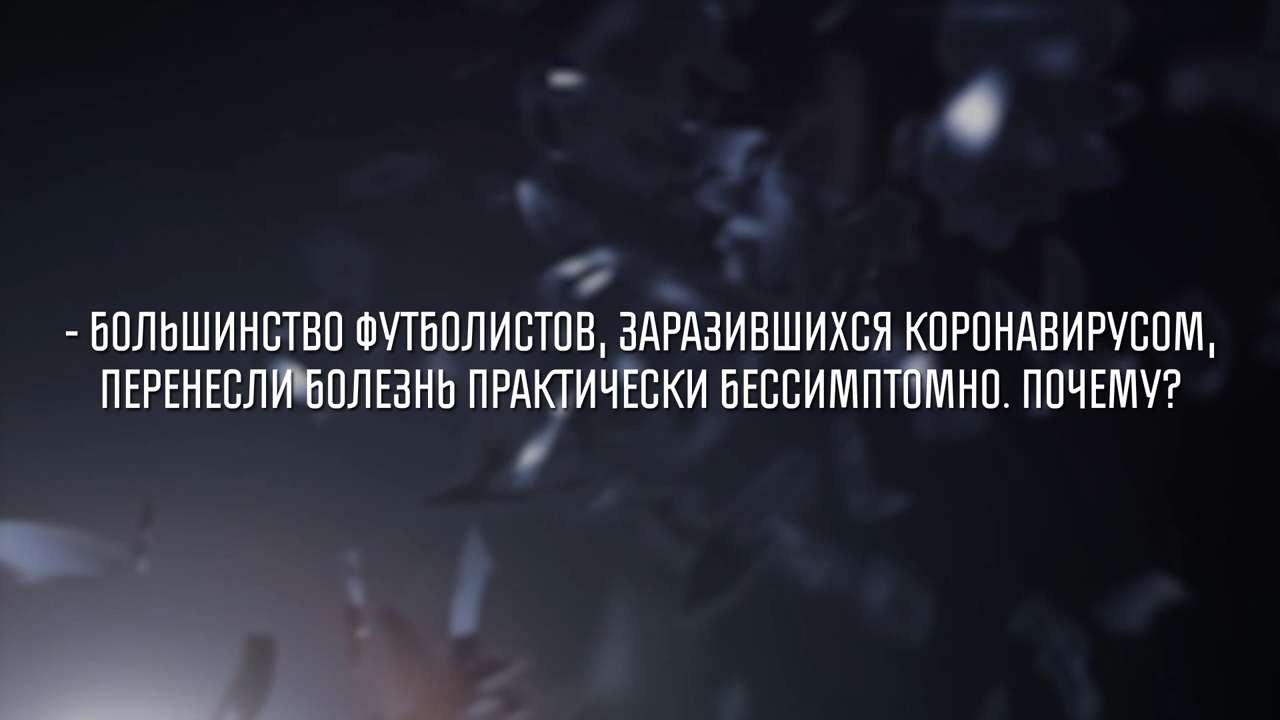 - БОЛЬШИНСТВО ФУТБОЛИСТОВ, ЗАРАЗИВШИХСЯ КОРОНАВИРУСОМ,
ПЕРЕНЕСЛИ БОЛЕЗНЬ ПРАКТИЧЕСКИ БЕССИМПТОМНО. ПОЧЕМУ?